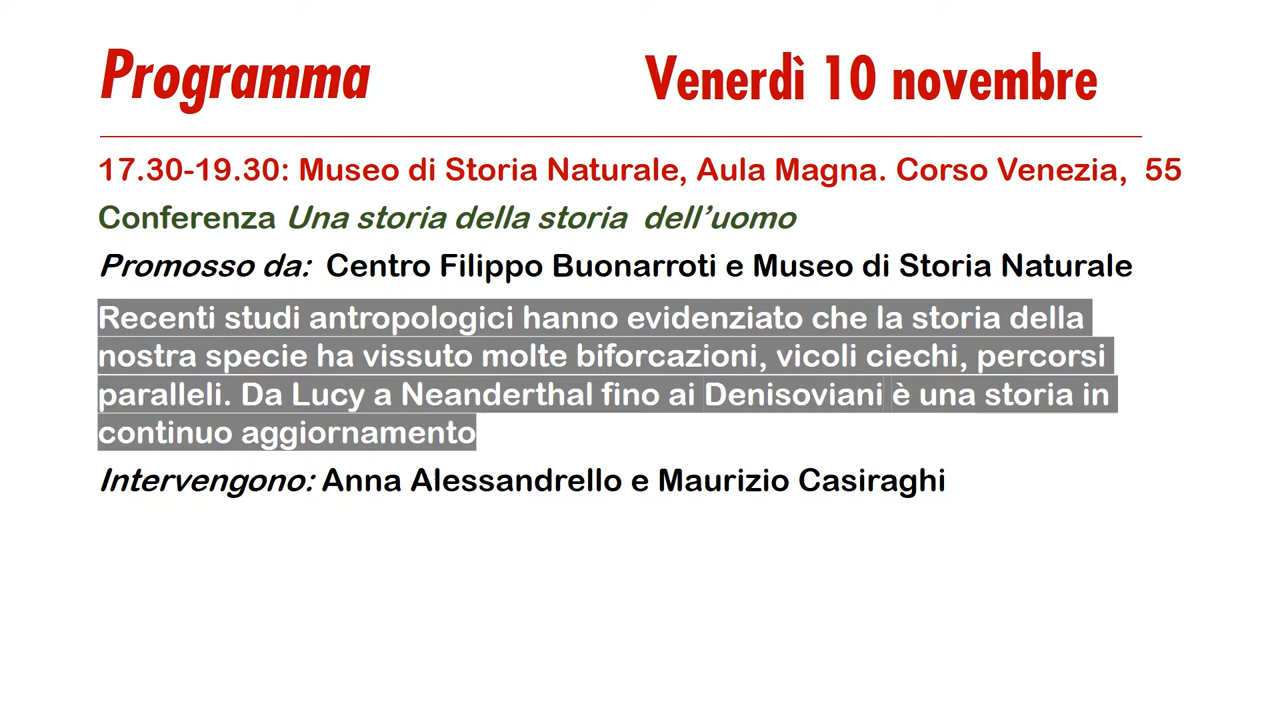 Programma Venerdì 10 novembre
17.30-19.30: Museo di Storia Naturale, Aula Magna. Corso Venezia, 55
Conferenza Una storia della storia dell’uomo
Promosso da: Centro Filippo Buonarroti e Museo di Storia Naturale
Recenti studi antropologici hanno evidenziato che la storia della
nostra specie ha vissuto molte biforcazioni, vicoli ciechi, percorsi
paralleli. Da Lucy a Neanderthal fino ai Denisoviani è una storia in
continuo aggiornamento
Intervengono: Anna Alessandrello e Maurizio Casiraghi